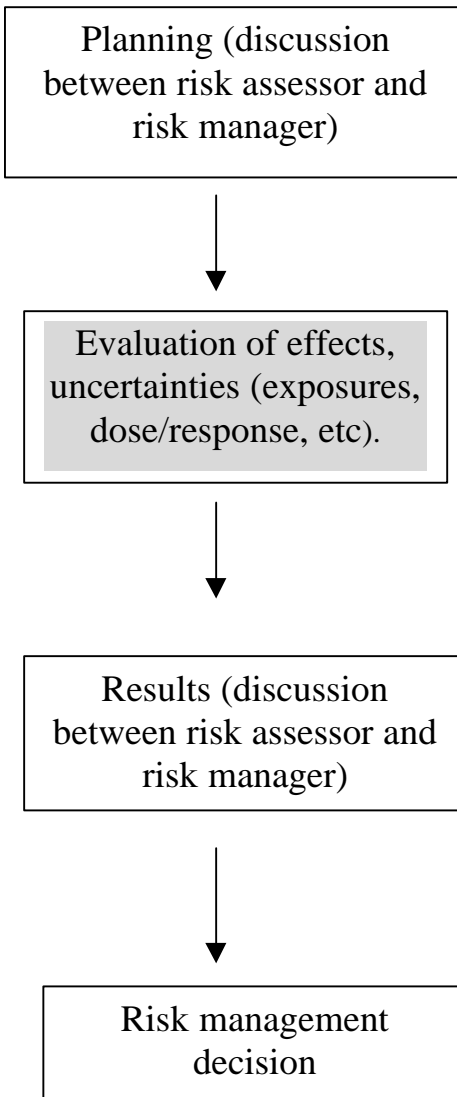 Planning (discussion
between risk assessor and
risk manager)
Evaluation of effects,
uncertainties (exposures,
dose/response, etc).
Results (discussion
between risk assessor and
risk manager)
Risk management
decision